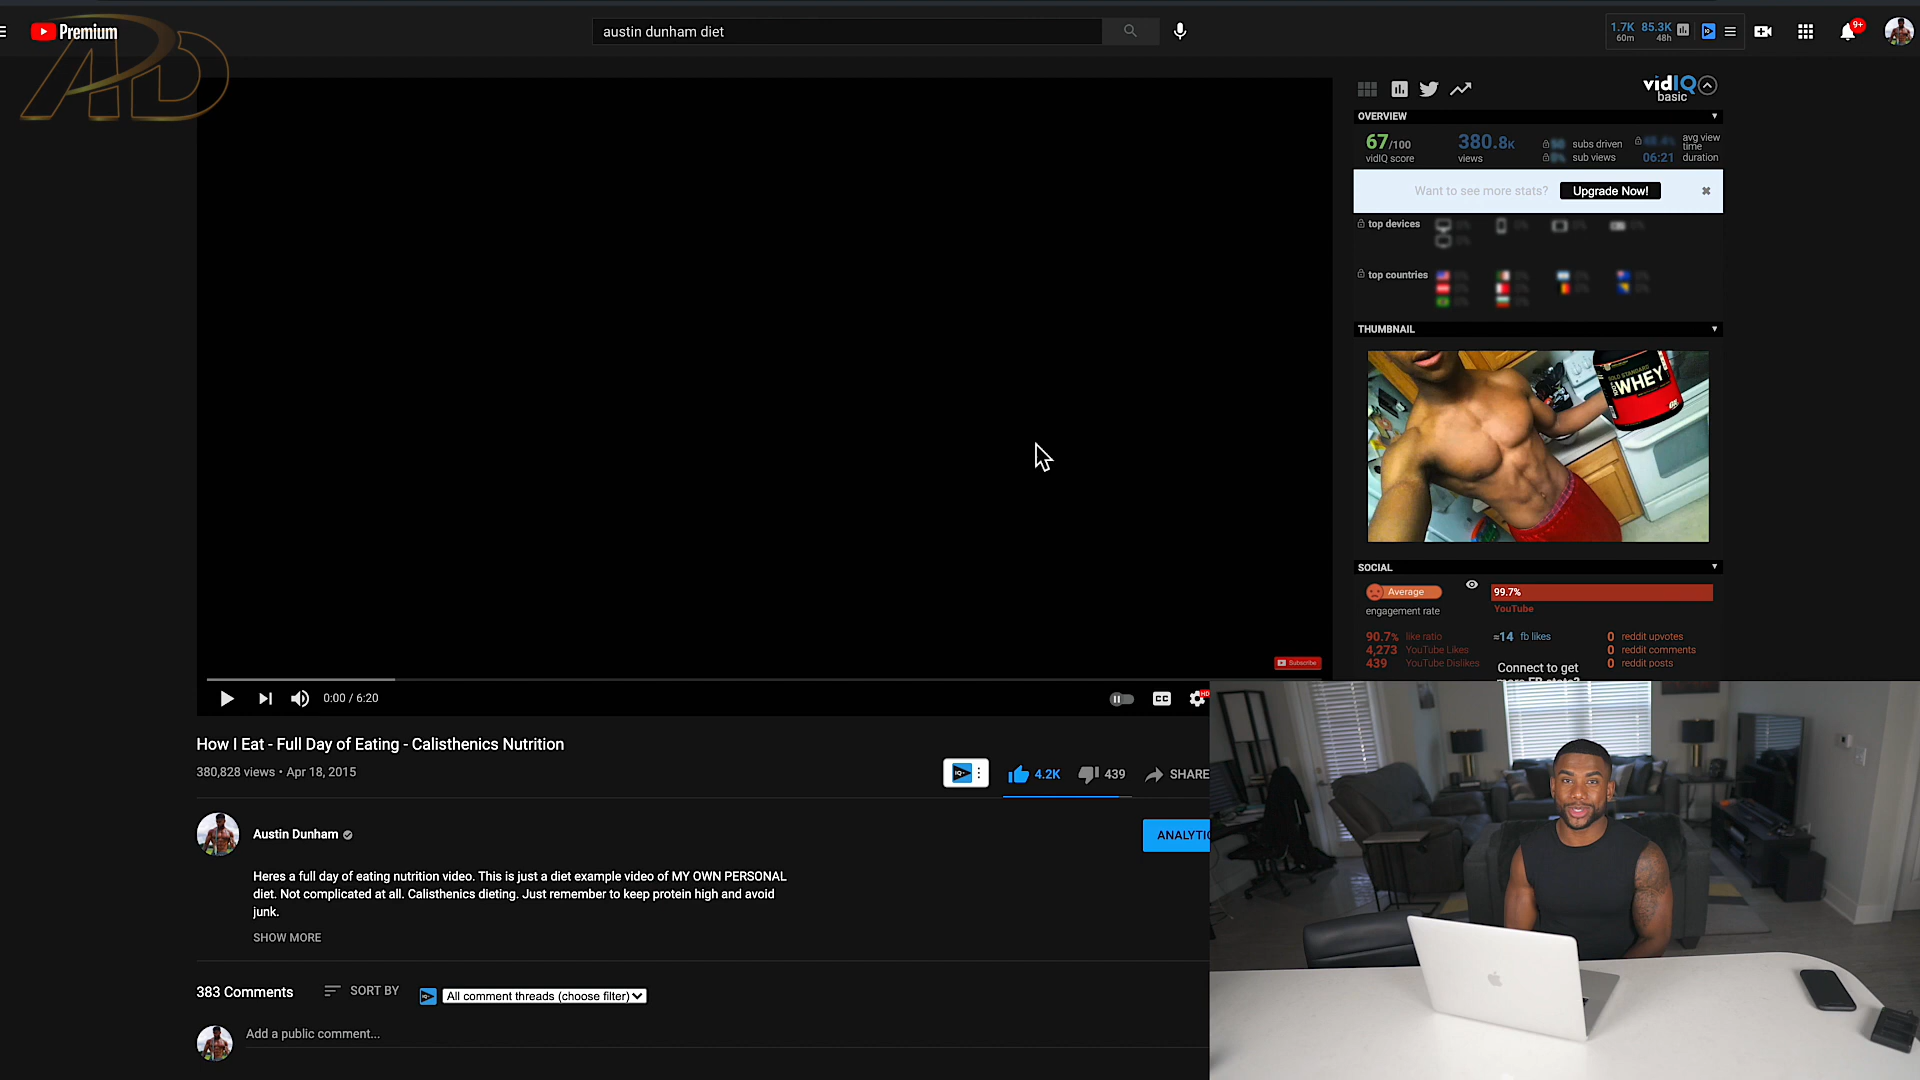 AD
Premium
austin dunham diet
1.7K 85.3K
60m 48h
9+
vidIQ
basic
OVERVIEW
67/100
vidIQ score
380.8K
views
subs driven
sub views
avg view
time
06:21 duration
Want to see more stats? Upgrade Now!
top devices
top countries
THUMBNAIL
GOLD STANDARD
WHEY
SOCIAL
Average
engagement rate
99.7%
YouTube
90.7% like ratio
4,273 YouTube Likes
439 YouTube Dislikes
≈14 fb likes
Connect to get
0 reddit upvotes
0 reddit comments
0 reddit posts
Subscribe
0:00 / 6:20
CC
HD
How I Eat - Full Day of Eating - Calisthenics Nutrition
380,828 views • Apr 18, 2015
4.2K 439 SHARE
Austin Dunham
ANALYTIC
Heres a full day of eating nutrition video. This is just a diet example video of MY OWN PERSONAL
diet. Not complicated at all. Calisthenics dieting. Just remember to keep protein high and avoid
junk.
SHOW MORE
383 Comments SORT BY All comment threads (choose filter)
Add a public comment...